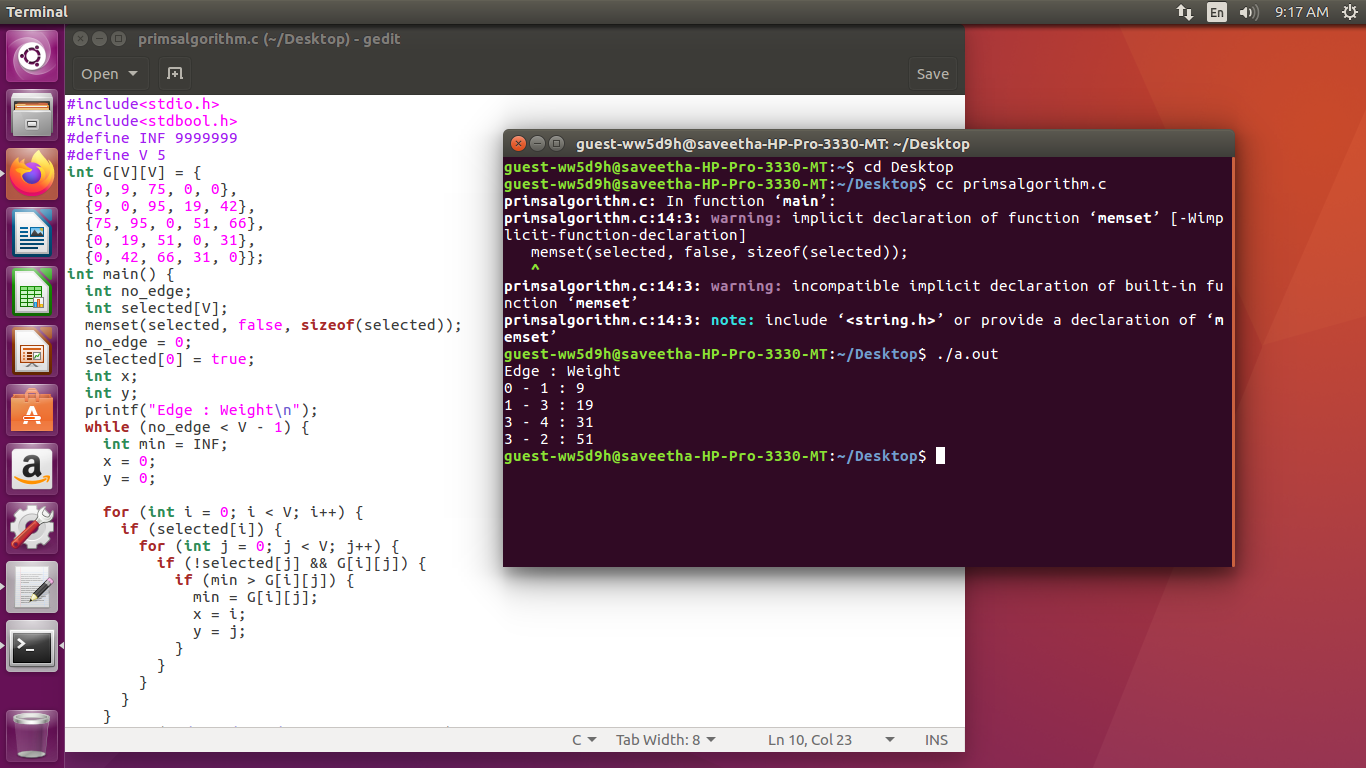 Terminal
En
9:17 AM
primsalgorithm.c (~/Desktop) - gedit
Open
Save
#include<stdio.h>
#include<stdbool.h>
#define INF 9999999
#define V 5
int G[V][V] = {
  {0, 9, 75, 0, 0},
  {9, 0, 95, 19, 42},
  {75, 95, 0, 51, 66},
  {0, 19, 51, 0, 31},
  {0, 42, 66, 31, 0}};
int main() {
  int no_edge;
  int selected[V];
  memset(selected, false, sizeof(selected));
  no_edge = 0;
  selected[0] = true;
  int x;
  int y;
  printf("Edge : Weight\n");
  while (no_edge < V - 1) {
    int min = INF;
    x = 0;
    y = 0;
    for (int i = 0; i < V; i++) {
      if (selected[i]) {
        for (int j = 0; j < V; j++) {
          if (!selected[j] && G[i][j]) {
            if (min > G[i][j]) {
              min = G[i][j];
              x = i;
              y = j;
            }
          }
        }
      }
    }
C
Tab Width: 8
Ln 10, Col 23
INS
guest-ww5d9h@saveetha-HP-Pro-3330-MT: ~/Desktop
guest-ww5d9h@saveetha-HP-Pro-3330-MT:~$ cd Desktop
guest-ww5d9h@saveetha-HP-Pro-3330-MT:~/Desktop$ cc primsalgorithm.c
primsalgorithm.c: In function ‘main’:
primsalgorithm.c:14:3: warning: implicit declaration of function ‘memset’ [-Wimp
licit-function-declaration]
   memset(selected, false, sizeof(selected));
   ^
primsalgorithm.c:14:3: warning: incompatible implicit declaration of built-in fu
nction ‘memset’
primsalgorithm.c:14:3: note: include ‘<string.h>’ or provide a declaration of ‘m
emset’
guest-ww5d9h@saveetha-HP-Pro-3330-MT:~/Desktop$ ./a.out
Edge : Weight
0 - 1 : 9
1 - 3 : 19
3 - 4 : 31
3 - 2 : 51
guest-ww5d9h@saveetha-HP-Pro-3330-MT:~/Desktop$